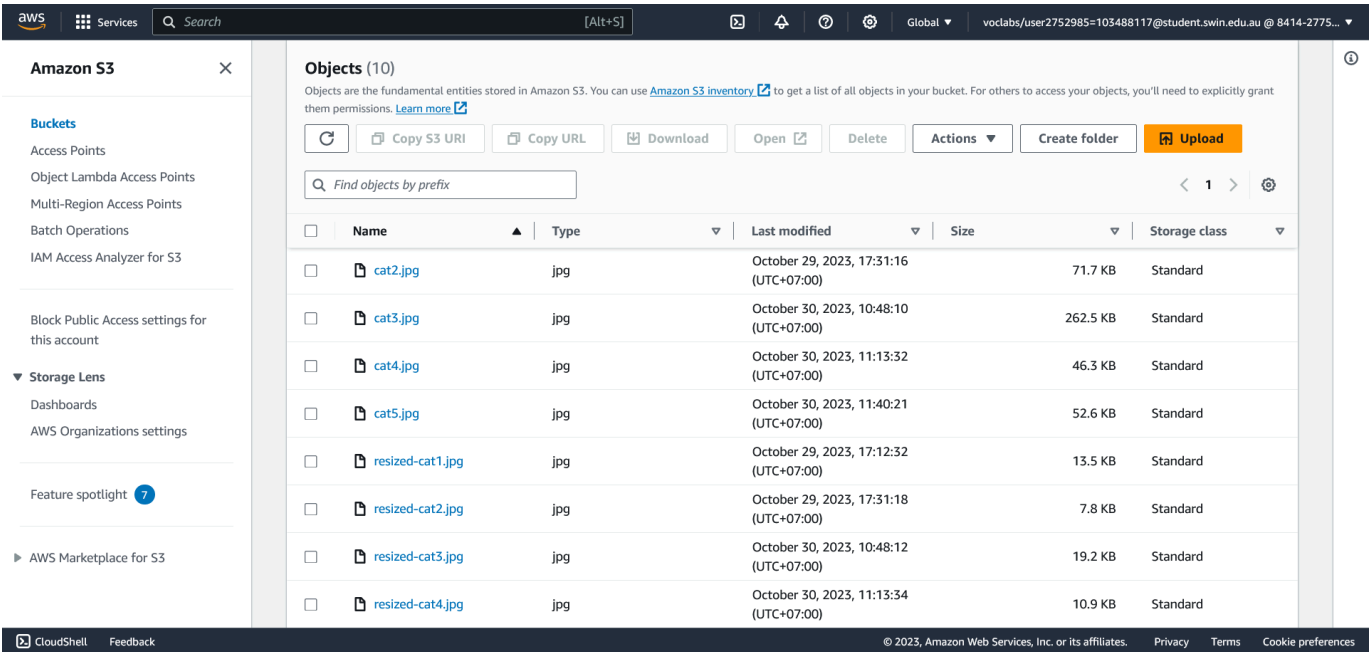 aws
Services
Search
[Alt+S]
Global ▼
voclabs/user2752985=103488117@student.swin.edu.au @ 8414-2775... ▼
Amazon S3
Buckets
Access Points
Object Lambda Access Points
Multi-Region Access Points
Batch Operations
IAM Access Analyzer for S3
Block Public Access settings for
this account
Storage Lens
Dashboards
AWS Organizations settings
Feature spotlight 7
AWS Marketplace for S3
Objects (10)
Objects are the fundamental entities stored in Amazon S3. You can use Amazon S3 inventory to get a list of all objects in your bucket. For others to access your objects, you'll need to explicitly grant
them permissions. Learn more
Copy S3 URI
Copy URL
Download
Open
Delete
Actions ▼
Create folder
Upload
Find objects by prefix
1
Name
Type
Last modified
Size
Storage class
cat2.jpg jpg October 29, 2023, 17:31:16 71.7 KB Standard
(UTC+07:00)
cat3.jpg jpg October 30, 2023, 10:48:10 262.5 KB Standard
(UTC+07:00)
cat4.jpg jpg October 30, 2023, 11:13:32 46.3 KB Standard
(UTC+07:00)
cat5.jpg jpg October 30, 2023, 11:40:21 52.6 KB Standard
(UTC+07:00)
resized-cat1.jpg jpg October 29, 2023, 17:12:32 13.5 KB Standard
(UTC+07:00)
resized-cat2.jpg jpg October 29, 2023, 17:31:18 7.8 KB Standard
(UTC+07:00)
resized-cat3.jpg jpg October 30, 2023, 10:48:12 19.2 KB Standard
(UTC+07:00)
resized-cat4.jpg jpg October 30, 2023, 11:13:34 10.9 KB Standard
(UTC+07:00)
CloudShell
Feedback
© 2023, Amazon Web Services, Inc. or its affiliates.
Privacy
Terms
Cookie preferences